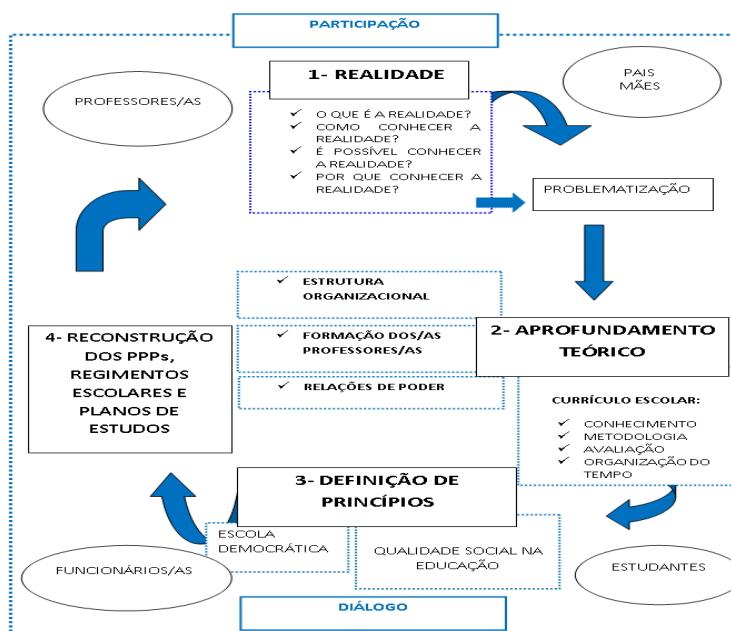 PARTICIPAÇÃO
PROFESSORES/AS
1- REALIDADE
✓ O QUE É A REALIDADE?
✓ COMO CONHECER A
REALIDADE?
✓ É POSSÍVEL CONHECER
A REALIDADE?
✓ POR QUE CONHECER A
REALIDADE?
PAIS
MÃES
PROBLEMATIZAÇÃO
✓ ESTRUTURA
ORGANIZACIONAL
✓ FORMAÇÃO DOS/AS
PROFESSORES/AS
✓ RELAÇÕES DE PODER
2- APROFUNDAMENTO
TEÓRICO
CURRÍCULO ESCOLAR:
✓ CONHECIMENTO
✓ METODOLOGIA
✓ AVALIAÇÃO
✓ ORGANIZAÇÃO DO
TEMPO
4- RECONSTRUÇÃO
DOS PPPs,
REGIMENTOS
ESCOLARES E
PLANOS DE
ESTUDOS
3- DEFINIÇÃO DE
PRINCÍPIOS
ESCOLA
DEMOCRÁTICA
QUALIDADE SOCIAL NA
EDUCAÇÃO
FUNCIONÁRIOS/AS
ESTUDANTES
DIÁLOGO